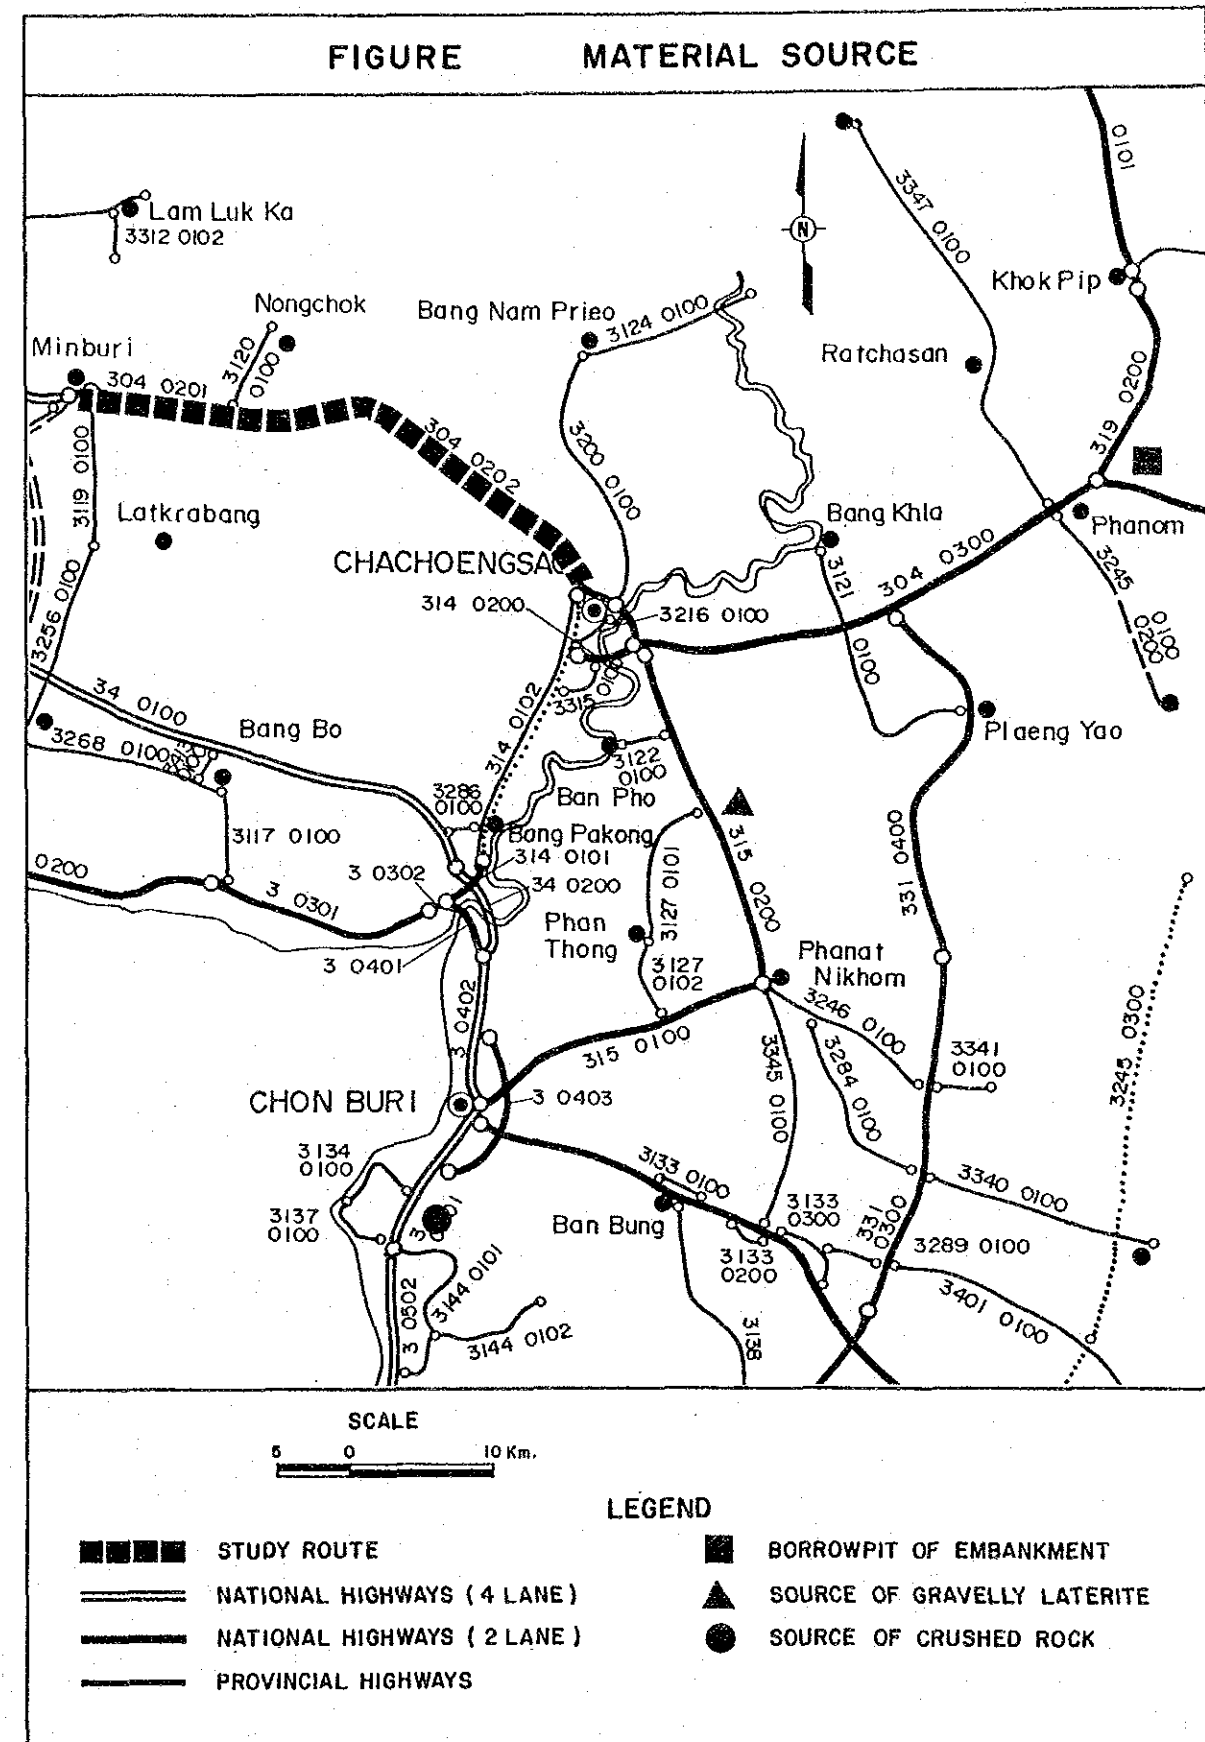 FIGURE MATERIAL SOURCE
0101
3347 0100
N
Lam Luk Ka
3312 0102
Khok Pip
Nongchok
Bang Nam Prieo
3124 0100
Minburi
3120
0100
Ratchasan
304 0201
319 0200
304 0202
3200 0100
3119 0100
Latkrabang
Bang Khla
Phanom
CHACHOENGSAO
304 0300
3245
0100
0200
3121
0100
314 0200
3216 0100
3256 0100
3315 0100
34 0100
Bang Bo
314 0102
Plaeng Yao
3268 0100
3122
0100
3286
0100
Ban Pho
Bang Pakong
3117 0100
314 0101
315 0200
331 0400
0200
3 0302
34 0200
3127 0101
3 0301
Phan
Thong
3 0401
3127
0102
Phanat
Nikhom
3 0402
3246 0100
3245 0300
315 0100
3341
0100
3284 0100
3345 0100
CHON BURI
3 0403
3134
0100
3133 0100
3340 0100
3137
0100
Ban Bung
3133
0300
331
0300
3289 0100
3133
0200
3144 0101
3401 0100
3 0502
3144 0102
3138
SCALE
5 0 10 Km.
LEGEND
STUDY ROUTE
BORROWPIT OF EMBANKMENT
NATIONAL HIGHWAYS ( 4 LANE )
SOURCE OF GRAVELLY LATERITE
NATIONAL HIGHWAYS ( 2 LANE )
SOURCE OF CRUSHED ROCK
PROVINCIAL HIGHWAYS